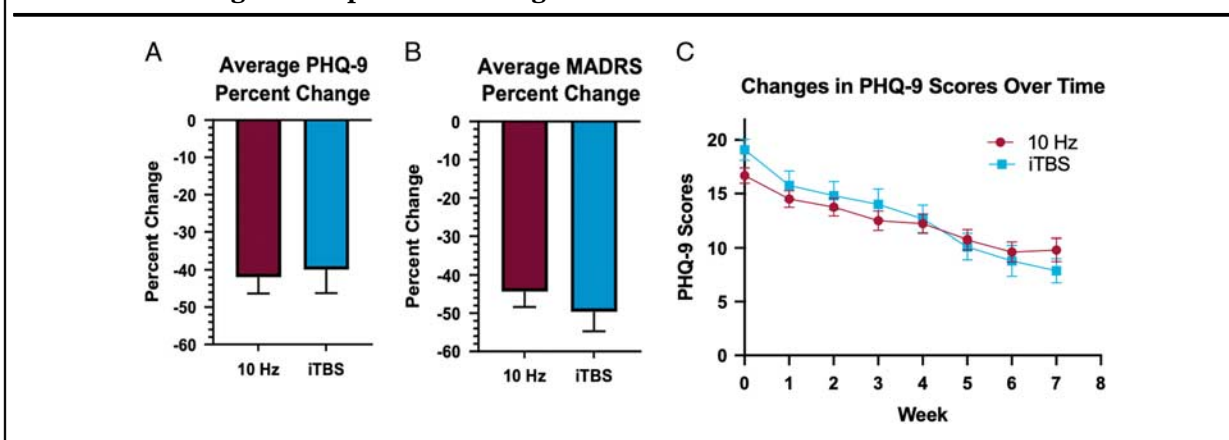 A
Average PHQ-9
Percent Change
Percent Change
0
-10
-20
-30
-40
-50
-60
10 Hz
iTBS
B
Average MADRS
Percent Change
Percent Change
0
-10
-20
-30
-40
-50
-60
10 Hz
iTBS
C
Changes in PHQ-9 Scores Over Time
PHQ-9 Scores
20
15
10
5
0
10 Hz
iTBS
0 1 2 3 4 5 6 7 8
Week